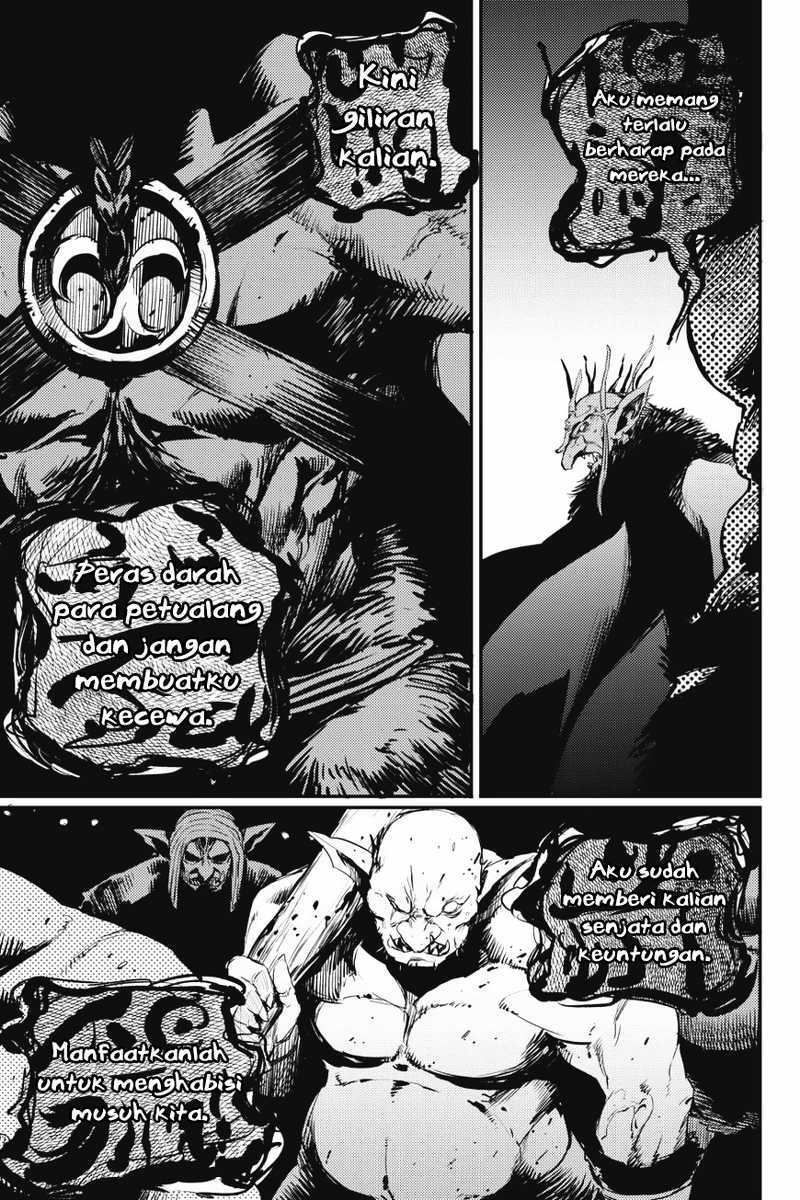 Aku memang
terlalu
berharap pada
mereka...
Kini
giliran
kalian.
Peras darah
para petualang
dan jangan
membuatku
kecewa.
Aku sudah
memberi kalian
senjata dan
keuntungan.
Manfaatkanlah
untuk menghabisi
musuh kita.